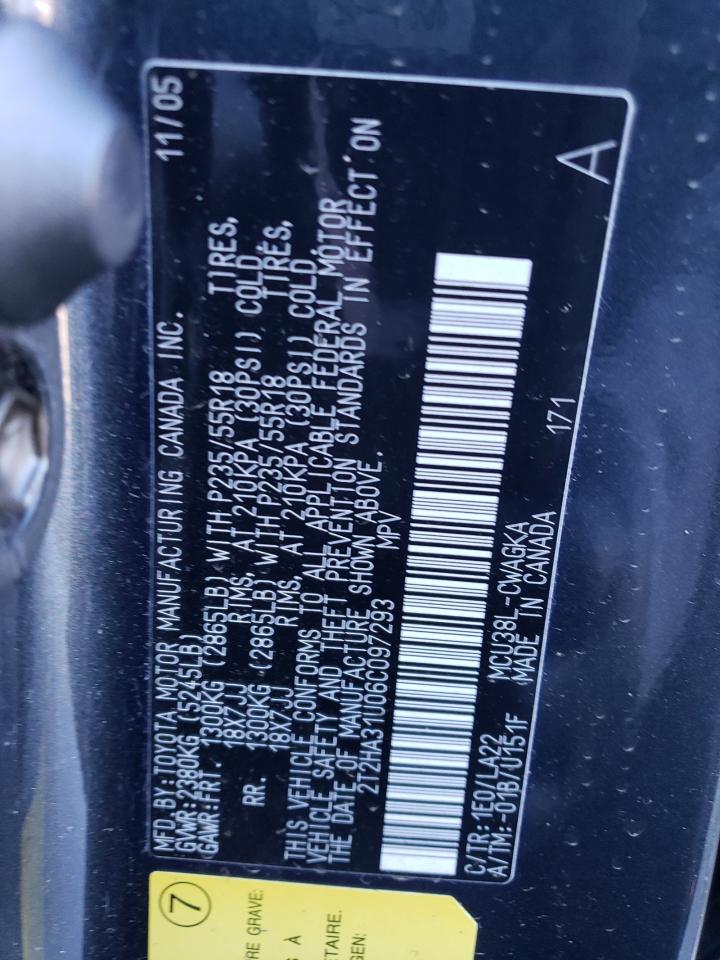 MFD.BY:TOYOTA MOTOR MANUFACTURING CANADA INC. 11/05
GVWR:2380KG (5245LB)
GAWR:FRT. 1300KG (2865LB) WITH P235/55R18 TIRES,
18X7JJ RIMS, AT 210KPA (30PSI) COLD,
RR. 1300KG (2865LB) WITH P235/55R18 TIRES,
18X7JJ RIMS, AT 210KPA (30PSI) COLD.
THIS VEHICLE CONFORMS TO ALL APPLICABLE FEDERAL MOTOR
VEHICLE SAFETY AND THEFT PREVENTION STANDARDS IN EFFECT ON
THE DATE OF MANUFACTURE SHOWN ABOVE.
2T2HA31U06C097293 MPV
C/TR:1E0/LA22 MCU38L-CWAGKA 171
A/TM:-01B/U151F MADE IN CANADA A
7
RE GRAVE:
S A
ÉTAIRE.
GEN: